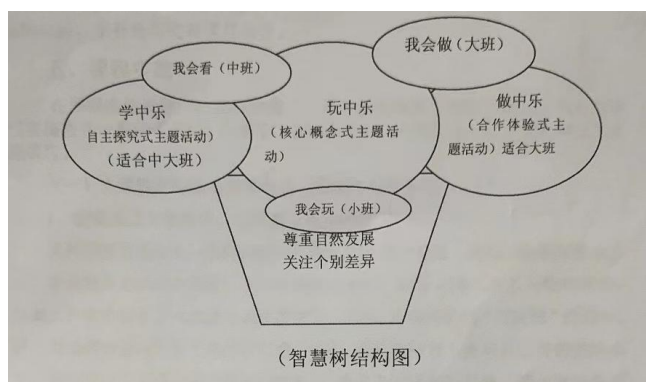 我会看（中班）
我会做（大班）
学中乐
自主探究式主题活动）
（适合中大班）
玩中乐
（核心概念式主题活
动）
做中乐
（合作体验式主
题活动）适合大班
我会玩（小班）
尊重自然发展
关注个别差异
（智慧树结构图）